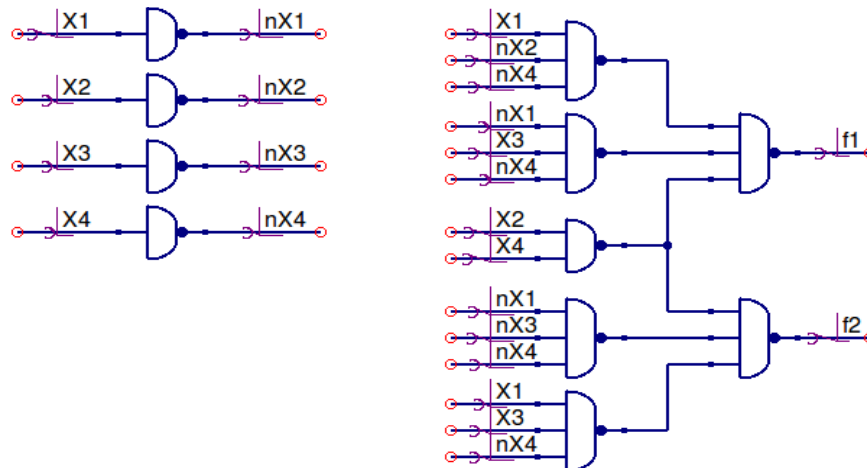 X1 nX1
X2 nX2
X3 nX3
X4 nX4
X1
nX2
nX4
nX1
X3
nX4
f1
X2
X4
nX1
nX3
nX4
f2
X1
X3
nX4